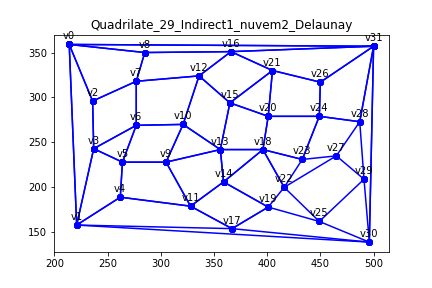 Quadrilate_29_Indirect1_nuvem2_Delaunay
v0 v31
v8 v16
350
v21
v12 v26
v7
300
v2 v15
v20 v24 v28
v6 v10
250
v3 v13 v18
v5 v9 v23 v27
200
v14 v22 v29
v4
v11 v19
v25
v1 v17
150
v30
200 250 300 350 400 450 500